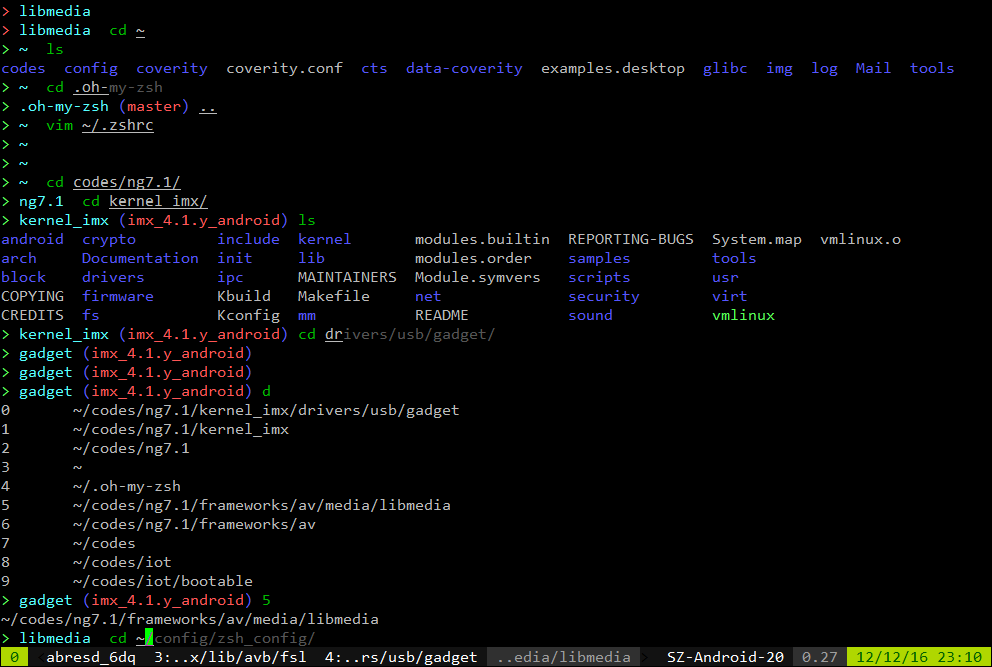 > libmedia
> libmedia  cd ~
> ~  ls
codes  config  coverity  coverity.conf  cts  data-coverity  examples.desktop  glibc  img  log  Mail  tools
> ~  cd .oh-my-zsh
> .oh-my-zsh (master) ..
> ~  vim ~/.zshrc
> ~
> ~
> ~  cd codes/ng7.1/
> ng7.1  cd kernel_imx/
> kernel_imx (imx_4.1.y_android) ls
android  crypto         include  kernel       modules.builtin  REPORTING-BUGS  System.map  vmlinux.o
arch     Documentation  init     lib          modules.order    samples         tools
block    drivers        ipc      MAINTAINERS  Module.symvers   scripts         usr
COPYING  firmware       Kbuild   Makefile     net              security        virt
CREDITS  fs             Kconfig  mm           README           sound           vmlinux
> kernel_imx (imx_4.1.y_android) cd drivers/usb/gadget/
> gadget (imx_4.1.y_android)
> gadget (imx_4.1.y_android)
> gadget (imx_4.1.y_android) d
0       ~/codes/ng7.1/kernel_imx/drivers/usb/gadget
1       ~/codes/ng7.1/kernel_imx
2       ~/codes/ng7.1
3       ~
4       ~/.oh-my-zsh
5       ~/codes/ng7.1/frameworks/av/media/libmedia
6       ~/codes/ng7.1/frameworks/av
7       ~/codes
8       ~/codes/iot
9       ~/codes/iot/bootable
> gadget (imx_4.1.y_android) 5
~/codes/ng7.1/frameworks/av/media/libmedia
> libmedia  cd ~/config/zsh_config/
0  abresd_6dq  3:..x/lib/avb/fsl  4:..rs/usb/gadget  ..edia/libmedia  SZ-Android-20  0.27  12/12/16 23:10